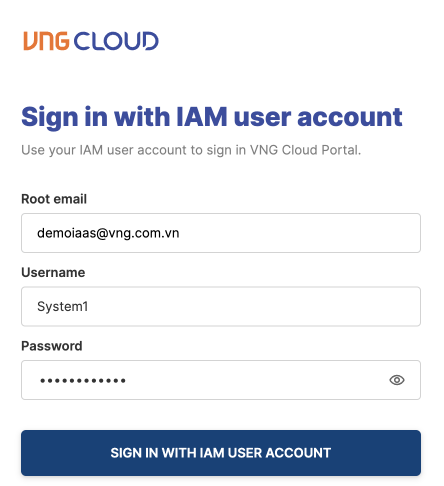 VNG CLOUD
Sign in with IAM user account
Use your IAM user account to sign in VNG Cloud Portal.
Root email
demoiaas@vng.com.vn
Username
System1
Password
••••••••••••
SIGN IN WITH IAM USER ACCOUNT